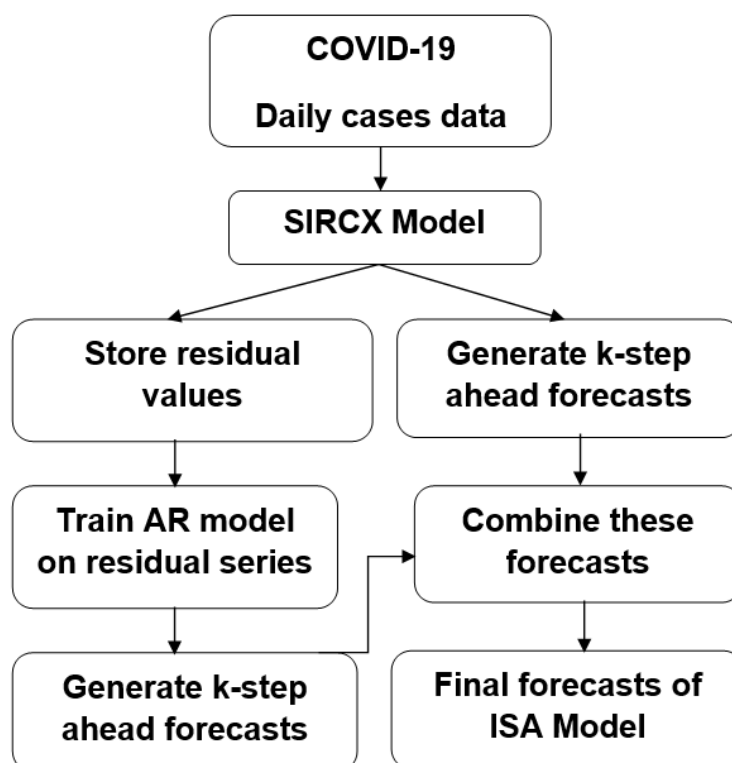 COVID-19
Daily cases data
SIRCX Model
Store residual
values
Generate k-step
ahead forecasts
Train AR model
on residual series
Combine these
forecasts
Generate k-step
ahead forecasts
Final forecasts of
ISA Model